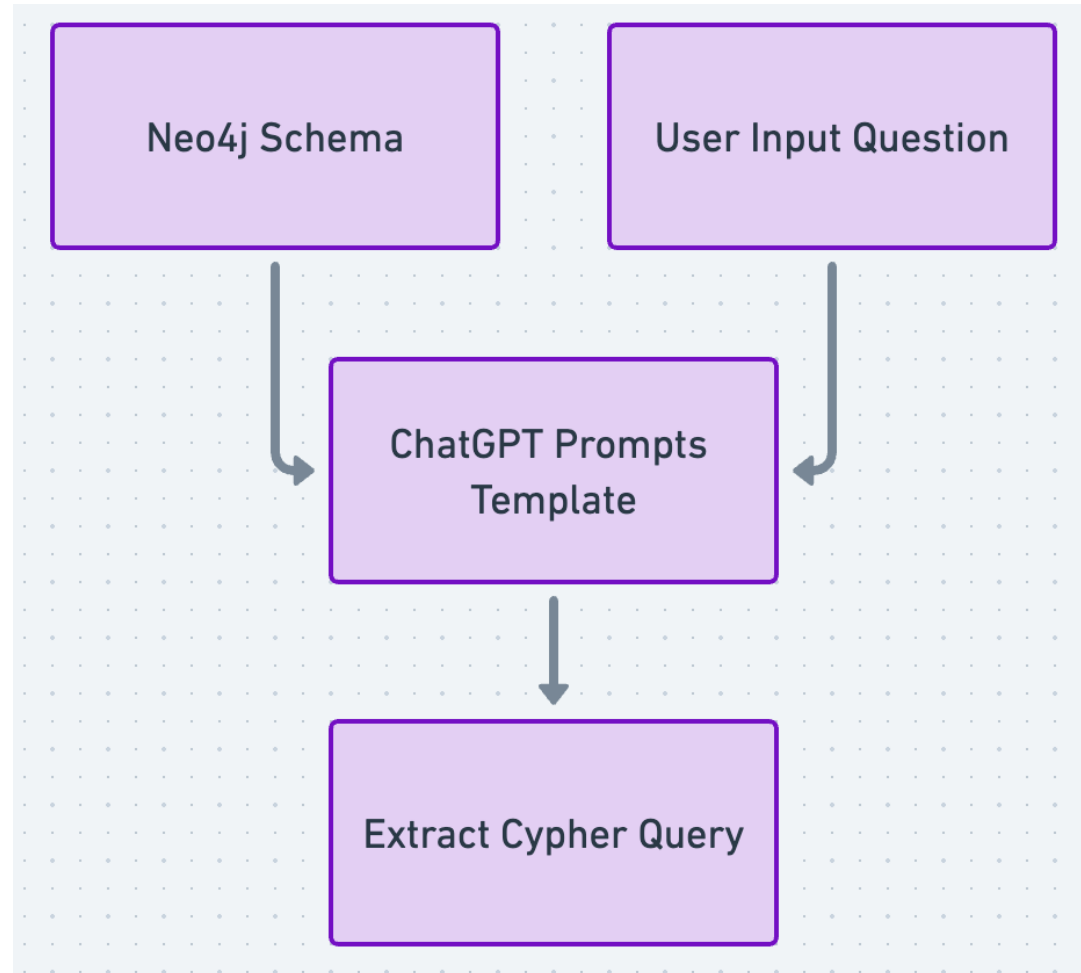 Neo4j Schema
User Input Question
ChatGPT Prompts
Template
Extract Cypher Query